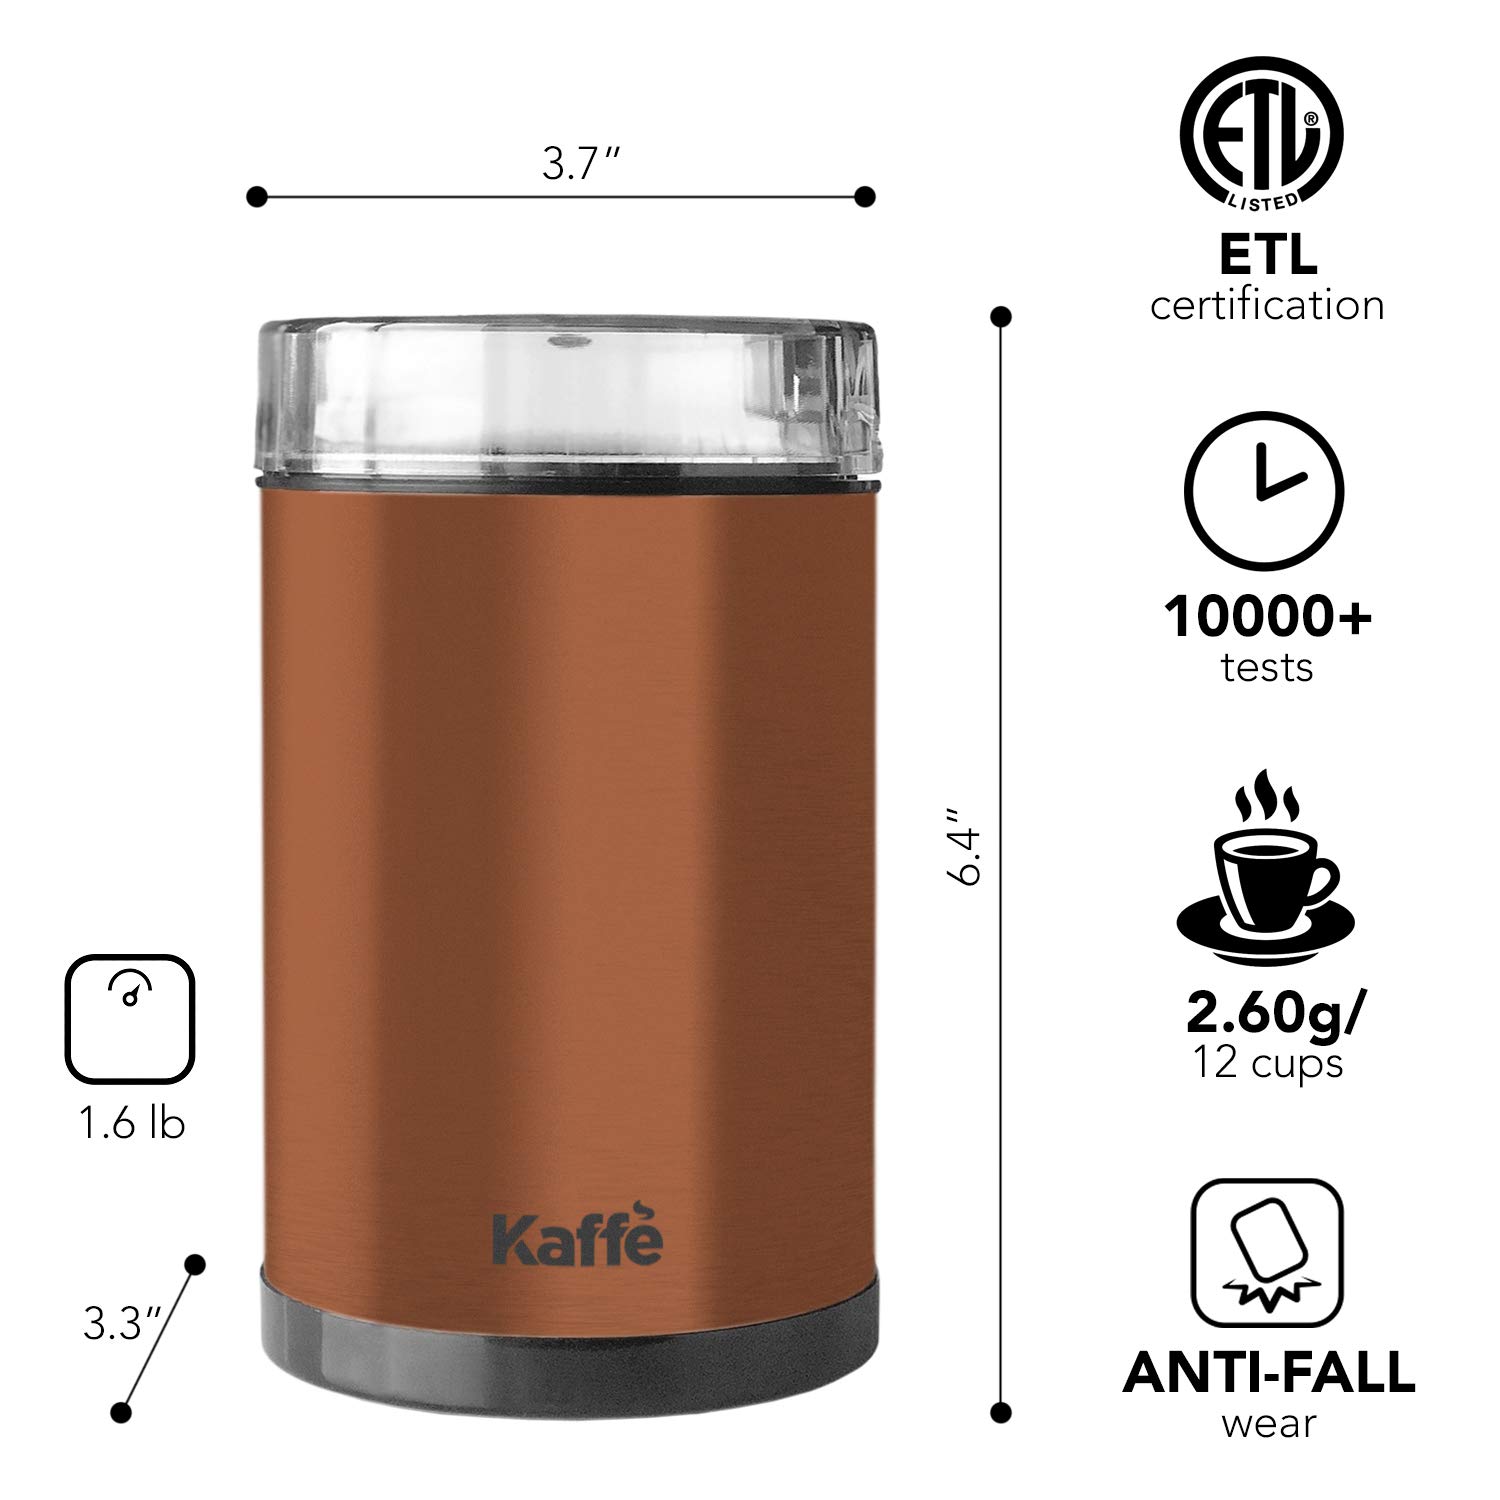 3.7"
ETL®
LISTED
ETL
certification
10000+
tests
6.4"
2.60g/
12 cups
1.6 lb
Kaffè
3.3"
ANTI-FALL
wear